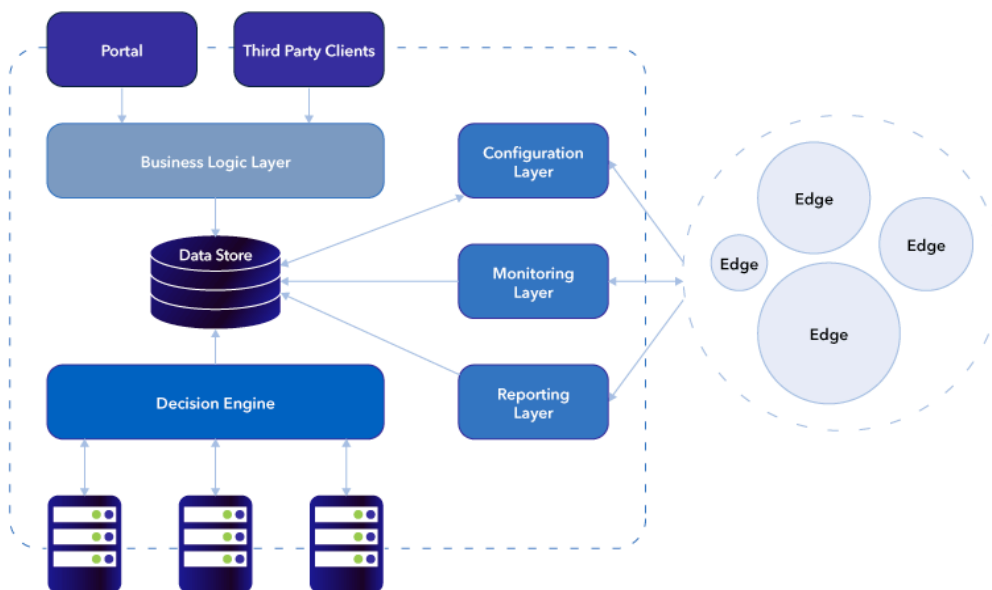 Portal
Third Party Clients
Business Logic Layer
Configuration
Layer
Data Store
Monitoring
Layer
Decision Engine
Reporting
Layer
Edge
Edge
Edge
Edge